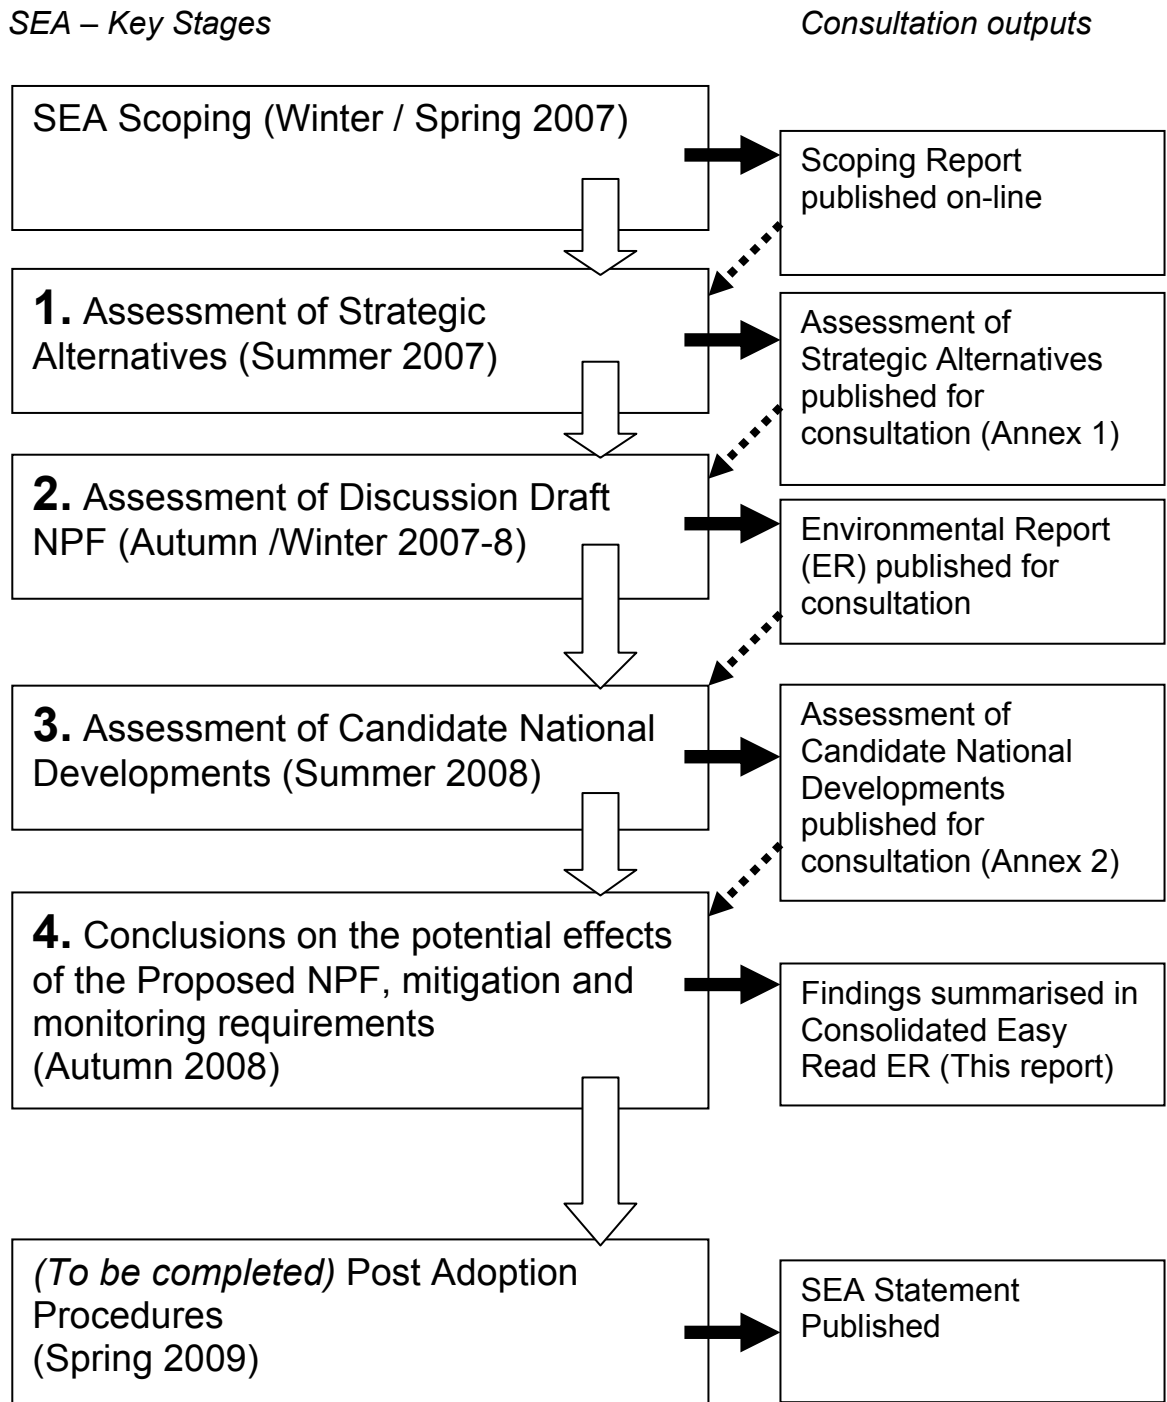 SEA – Key Stages
Consultation outputs
SEA Scoping (Winter / Spring 2007)
Scoping Report
published on-line
1. Assessment of Strategic
Alternatives (Summer 2007)
Assessment of
Strategic Alternatives
published for
consultation (Annex 1)
2. Assessment of Discussion Draft
NPF (Autumn /Winter 2007-8)
Environmental Report
(ER) published for
consultation
3. Assessment of Candidate National
Developments (Summer 2008)
Assessment of
Candidate National
Developments
published for
consultation (Annex 2)
4. Conclusions on the potential effects
of the Proposed NPF, mitigation and
monitoring requirements
(Autumn 2008)
Findings summarised in
Consolidated Easy
Read ER (This report)
(To be completed) Post Adoption
Procedures
(Spring 2009)
SEA Statement
Published